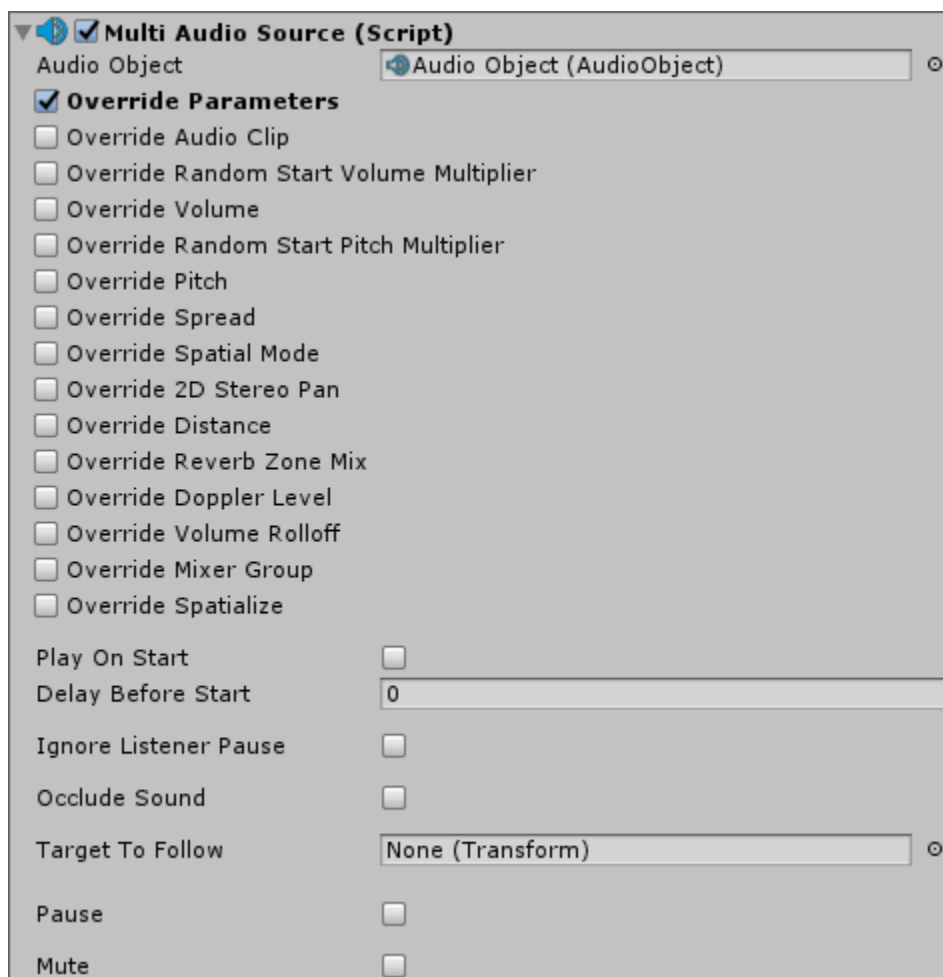 Multi Audio Source (Script)
Audio Object Audio Object (AudioObject)
Override Parameters
Override Audio Clip
Override Random Start Volume Multiplier
Override Volume
Override Random Start Pitch Multiplier
Override Pitch
Override Spread
Override Spatial Mode
Override 2D Stereo Pan
Override Distance
Override Reverb Zone Mix
Override Doppler Level
Override Volume Rolloff
Override Mixer Group
Override Spatialize
Play On Start
Delay Before Start 0
Ignore Listener Pause
Occlude Sound
Target To Follow None (Transform)
Pause
Mute